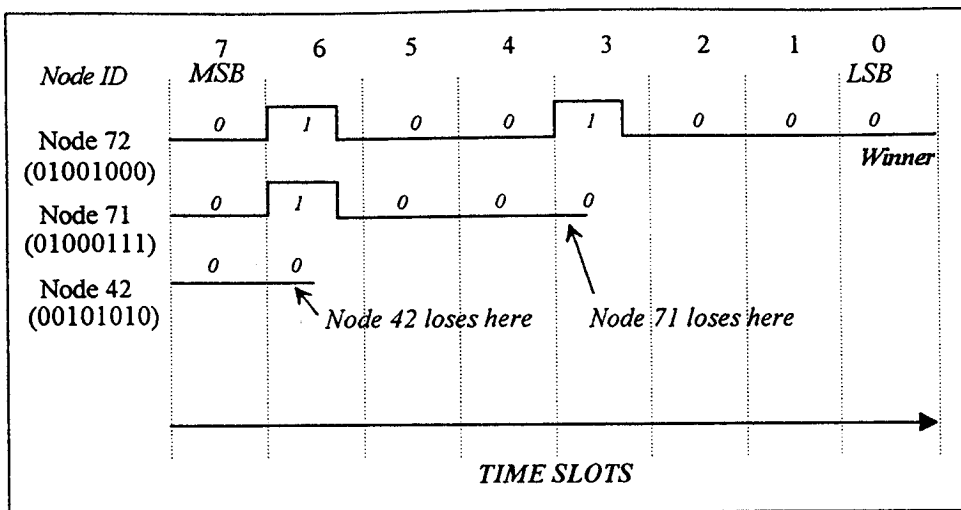 7 6 5 4 3 2 1 0
Node ID MSB LSB
0 1 0 0 1 0 0 0
Node 72
(01001000)
Winner
0 1 0 0 0
Node 71
(01000111)
0 0
Node 42
(00101010)
Node 42 loses here Node 71 loses here
TIME SLOTS